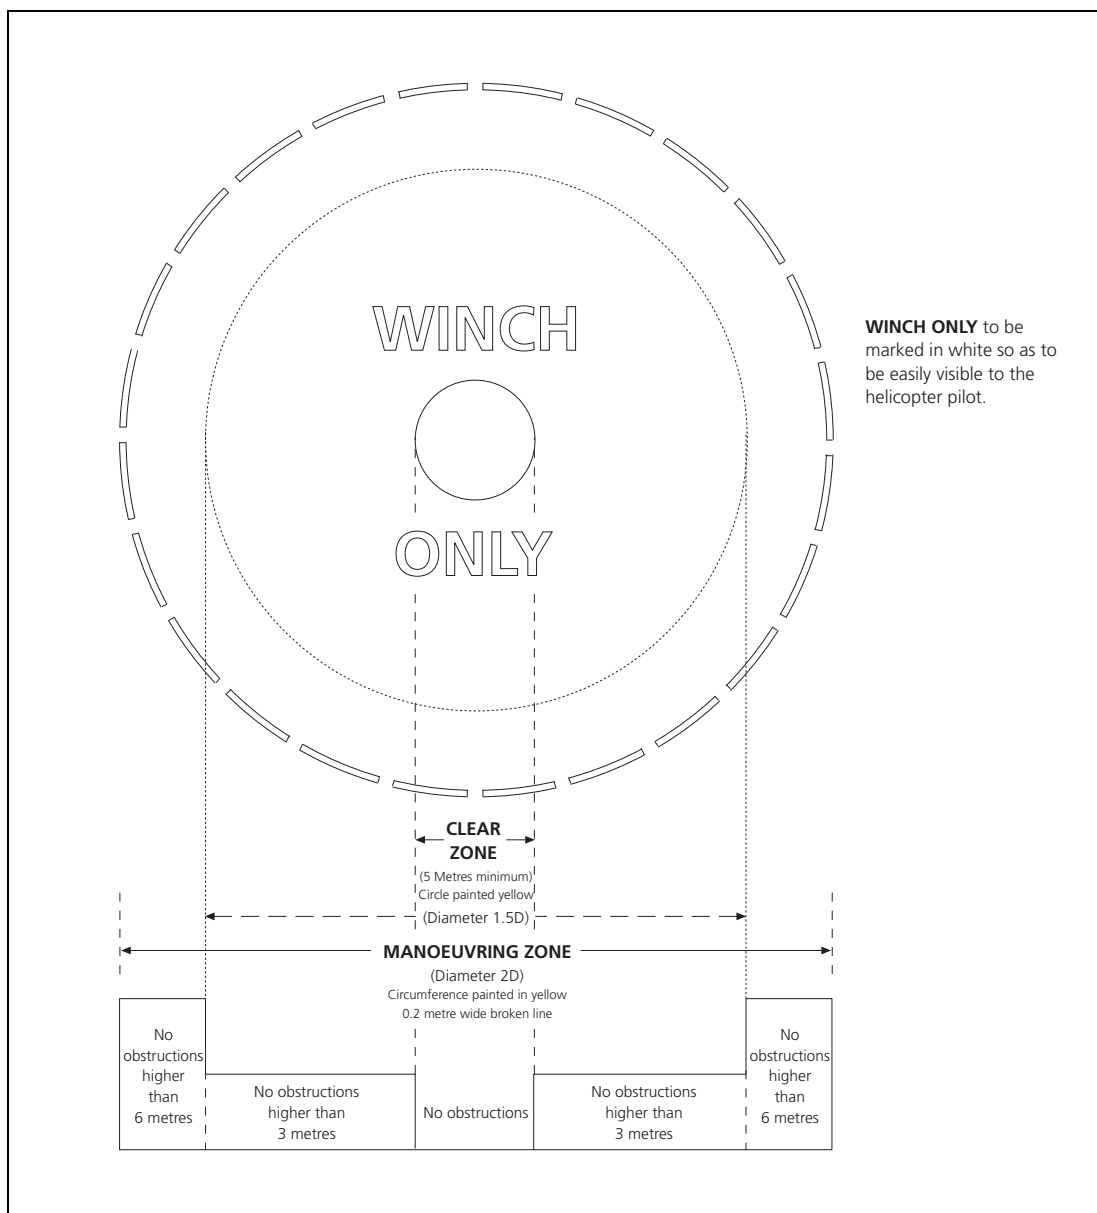 WINCH
ONLY
WINCH ONLY to be
marked in white so as to
be easily visible to the
helicopter pilot.
CLEAR
ZONE
(5 Metres minimum)
Circle painted yellow
(Diameter 1.5D)
MANOEUVRING ZONE
(Diameter 2D)
Circumference painted in yellow
0.2 metre wide broken line
No
obstructions
higher
than
6 metres
No obstructions
higher than
3 metres
No obstructions
No obstructions
higher than
3 metres
No
obstructions
higher
than
6 metres